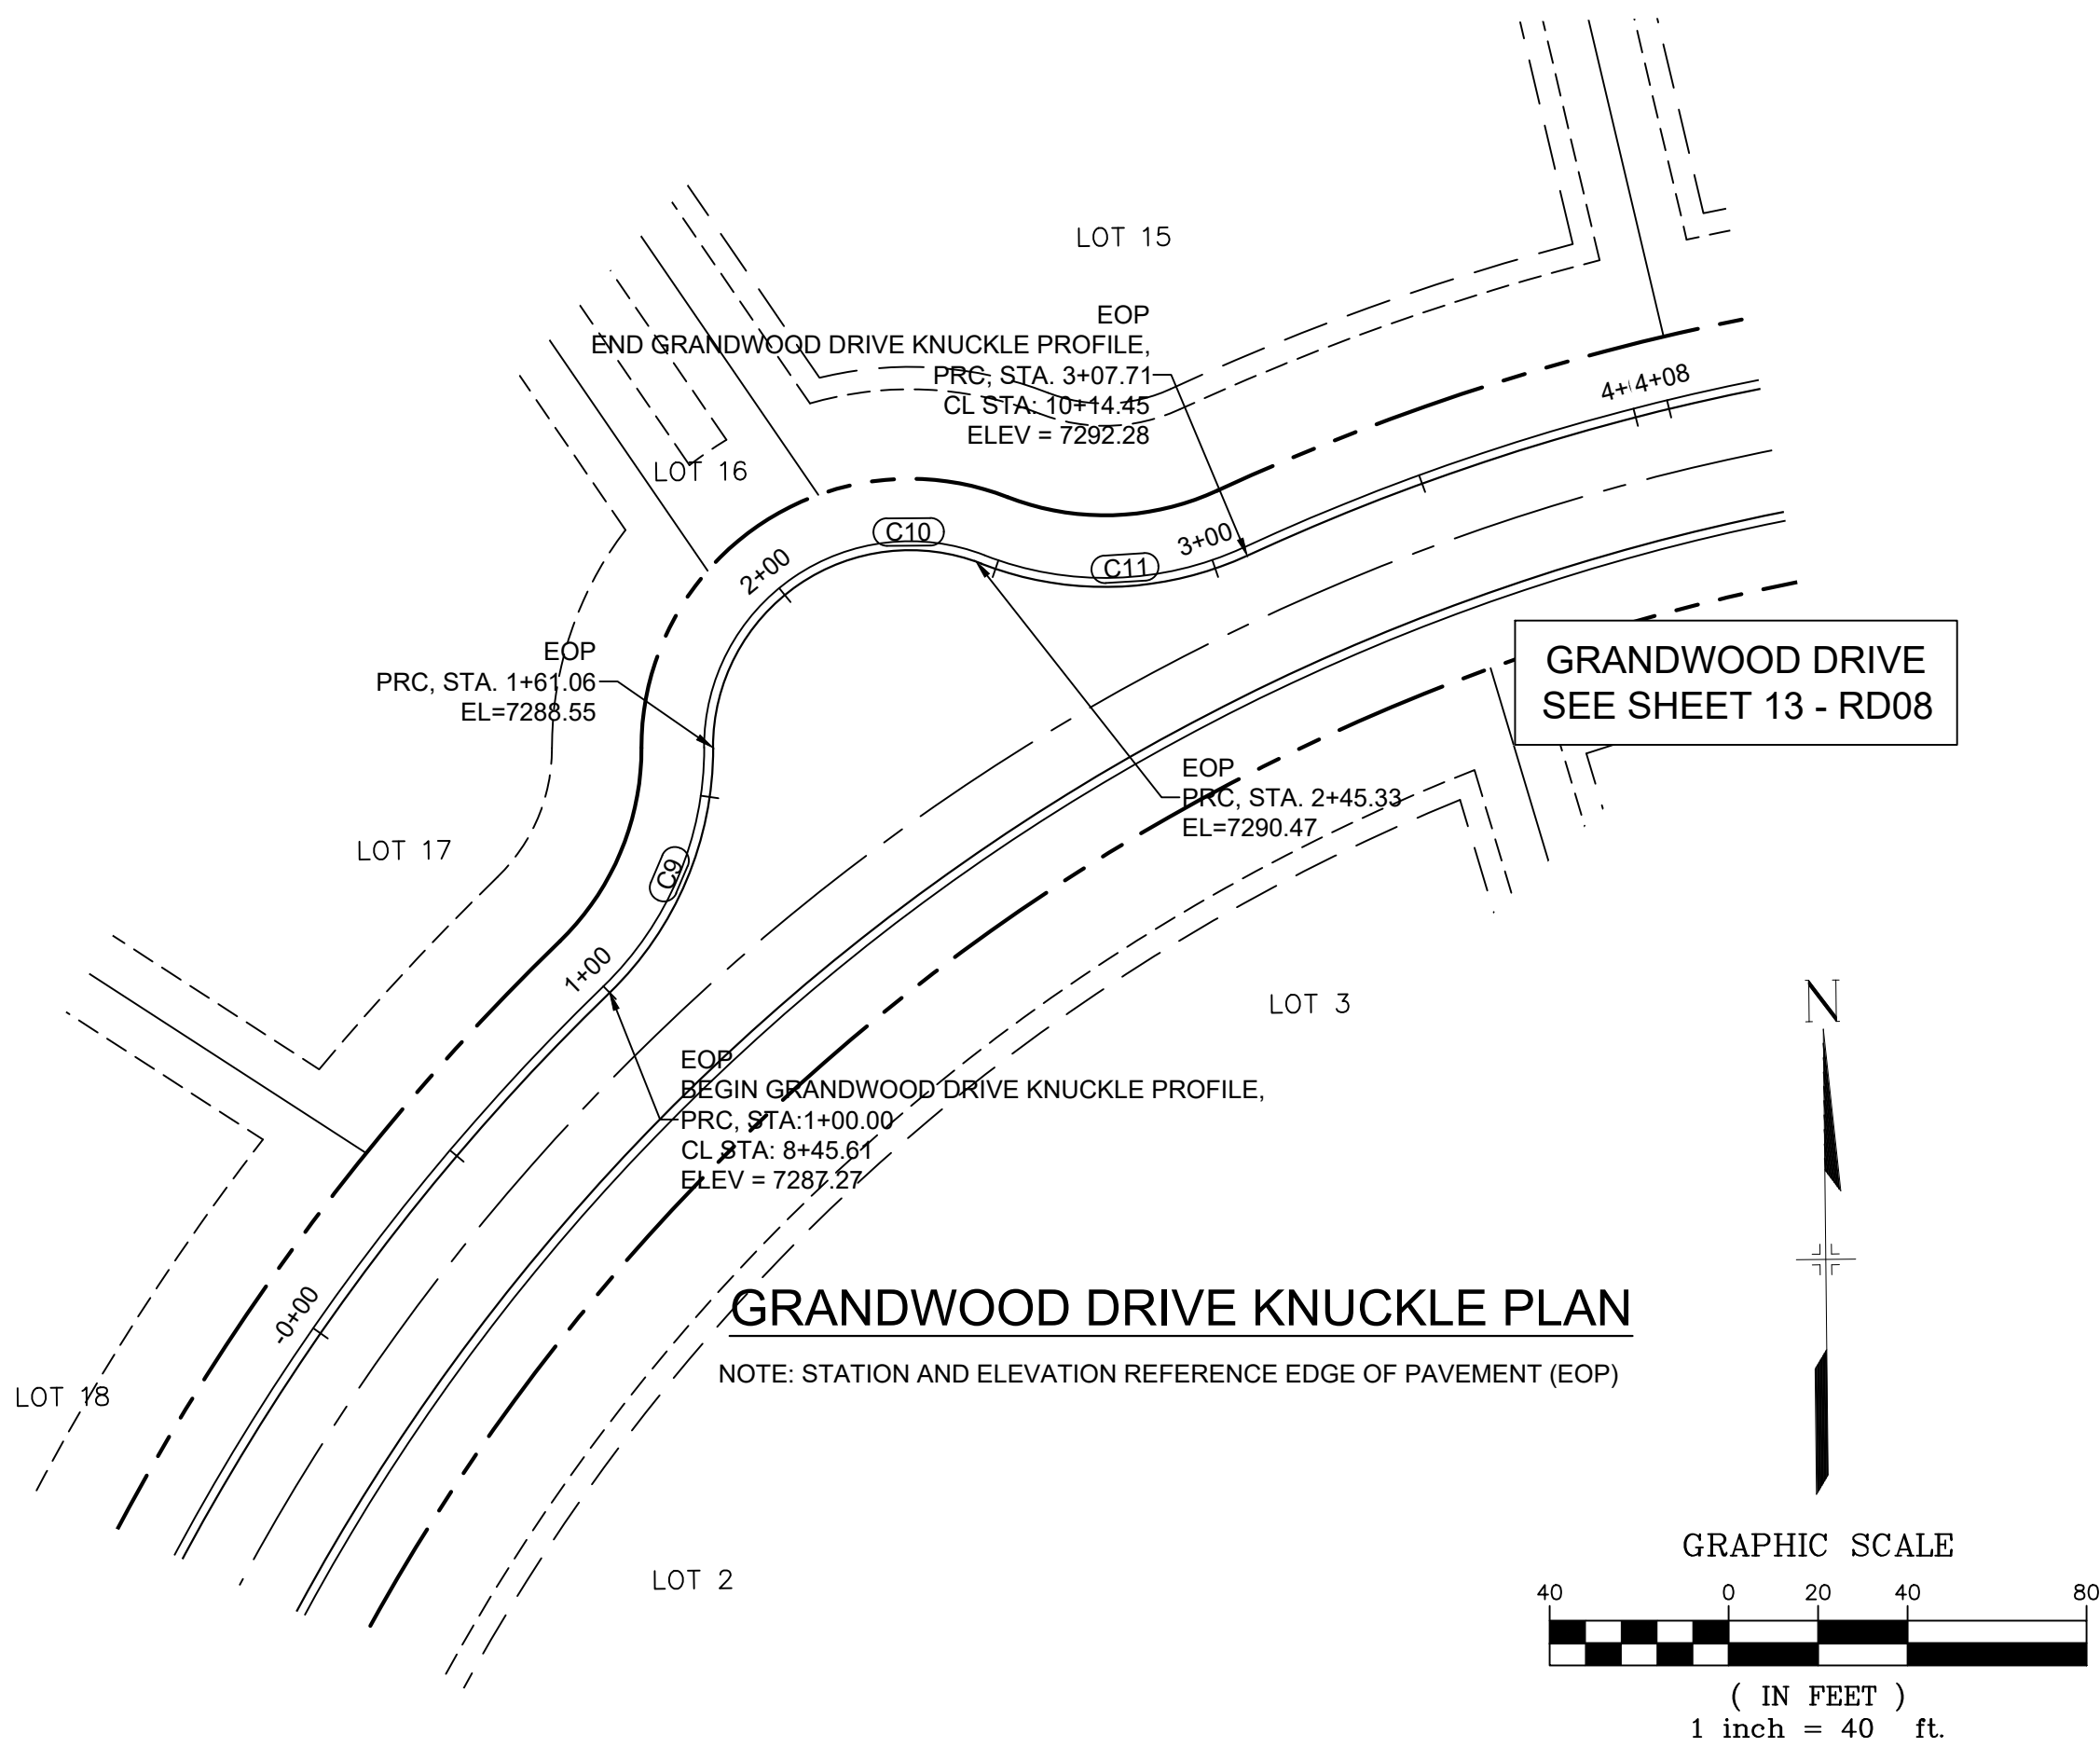 LOT 15
EOP
END GRANDWOOD DRIVE KNUCKLE PROFILE,
PRC, STA. 3+07.71
CL STA: 10+14.45
ELEV = 7292.28
4+08
LOT 16
C10
3+00
C11
2+00
EOP
PRC, STA. 1+61.06
EL=7288.55
GRANDWOOD DRIVE
SEE SHEET 13 - RD08
EOP
PRC, STA. 2+45.33
EL=7290.47
LOT 17
C9
1+00
LOT 3
N
EOP
BEGIN GRANDWOOD DRIVE KNUCKLE PROFILE,
PRC, STA:1+00.00
CL STA: 8+45.61
ELEV = 7287.27
-0+00
GRANDWOOD DRIVE KNUCKLE PLAN
NOTE: STATION AND ELEVATION REFERENCE EDGE OF PAVEMENT (EOP)
LOT 18
LOT 2
GRAPHIC SCALE
40 0 20 40 80
( IN FEET )
1 inch = 40 ft.